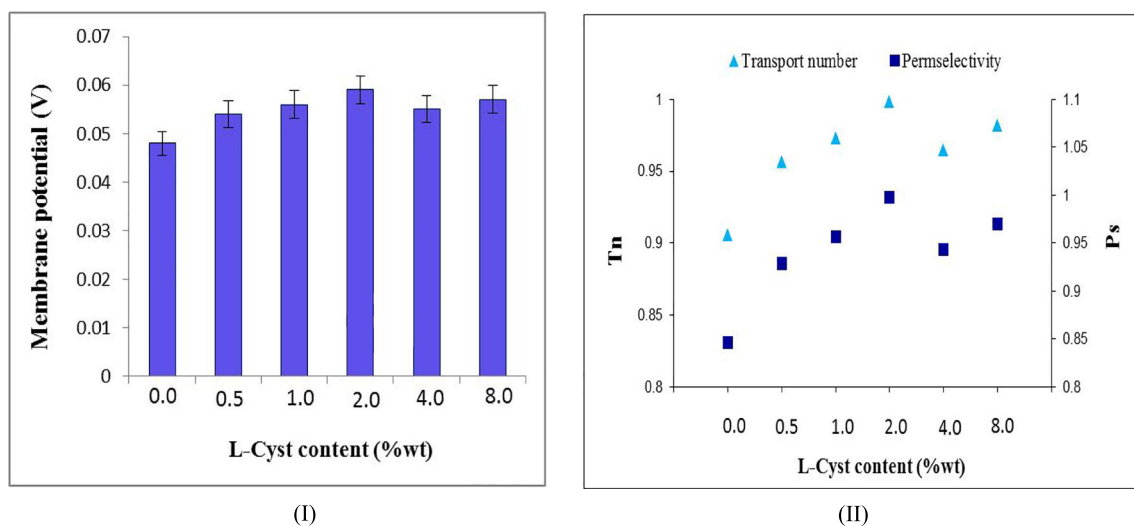 0.07
0.06
0.05
0.04
0.03
0.02
0.01
0
Membrane potential (V)
0.0 0.5 1.0 2.0 4.0 8.0
L-Cyst content (%wt)
(I)
Transport number Permselectivity
1
0.95
0.9
0.85
0.8
Tn
1.1
1.05
1
0.95
0.9
0.85
0.8
Ps
0.0 0.5 1.0 2.0 4.0 8.0
L-Cyst content (%wt)
(II)